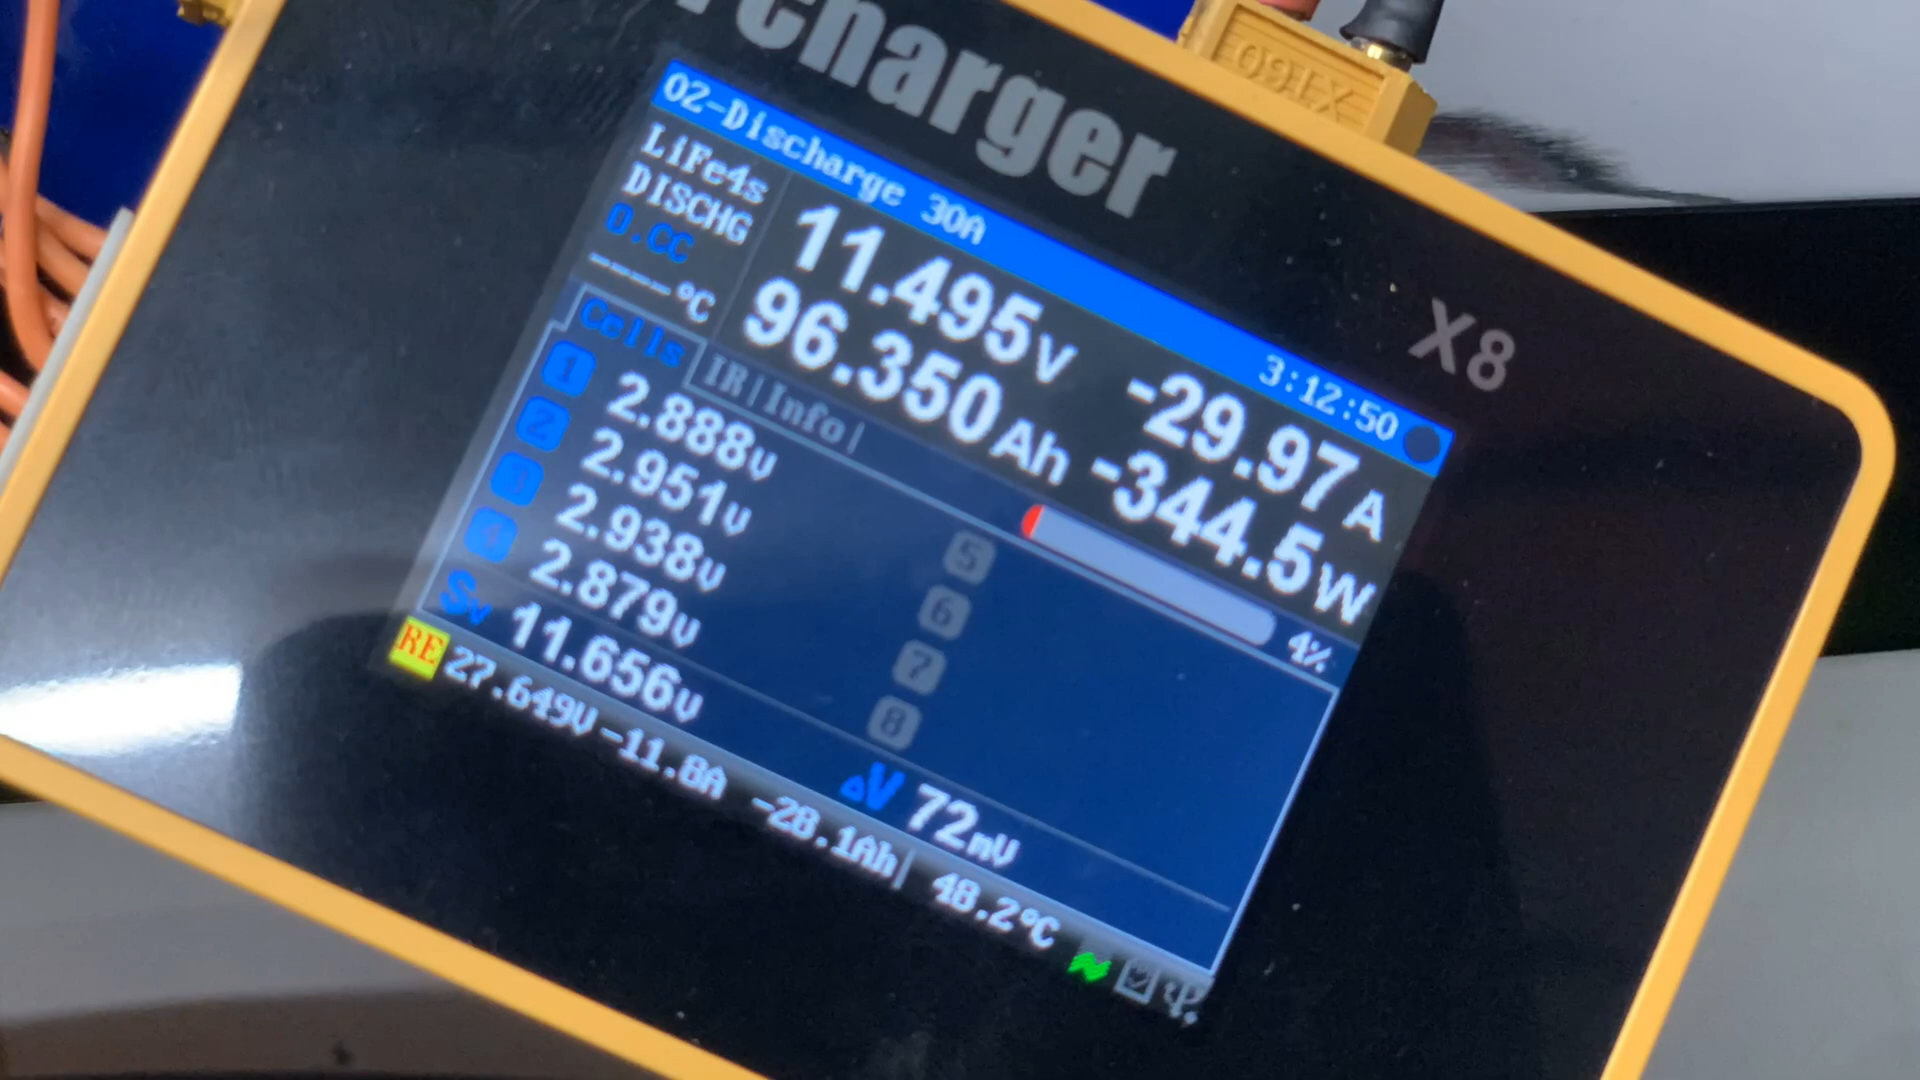 charger
X8
XT60
02-Discharge 30A 3:12:50
LiFe4s
DISCHG
0.CC
----°C
11.495V -29.97A
96.350Ah -344.5W
Cells|IR|Info|
4%
1 2.888V 5
2 2.951V 6
3 2.938V 7
4 2.879V 8
Sv 11.656V △V 72mV
RE 27.649V -11.8A -28.1Ah| 48.2°C